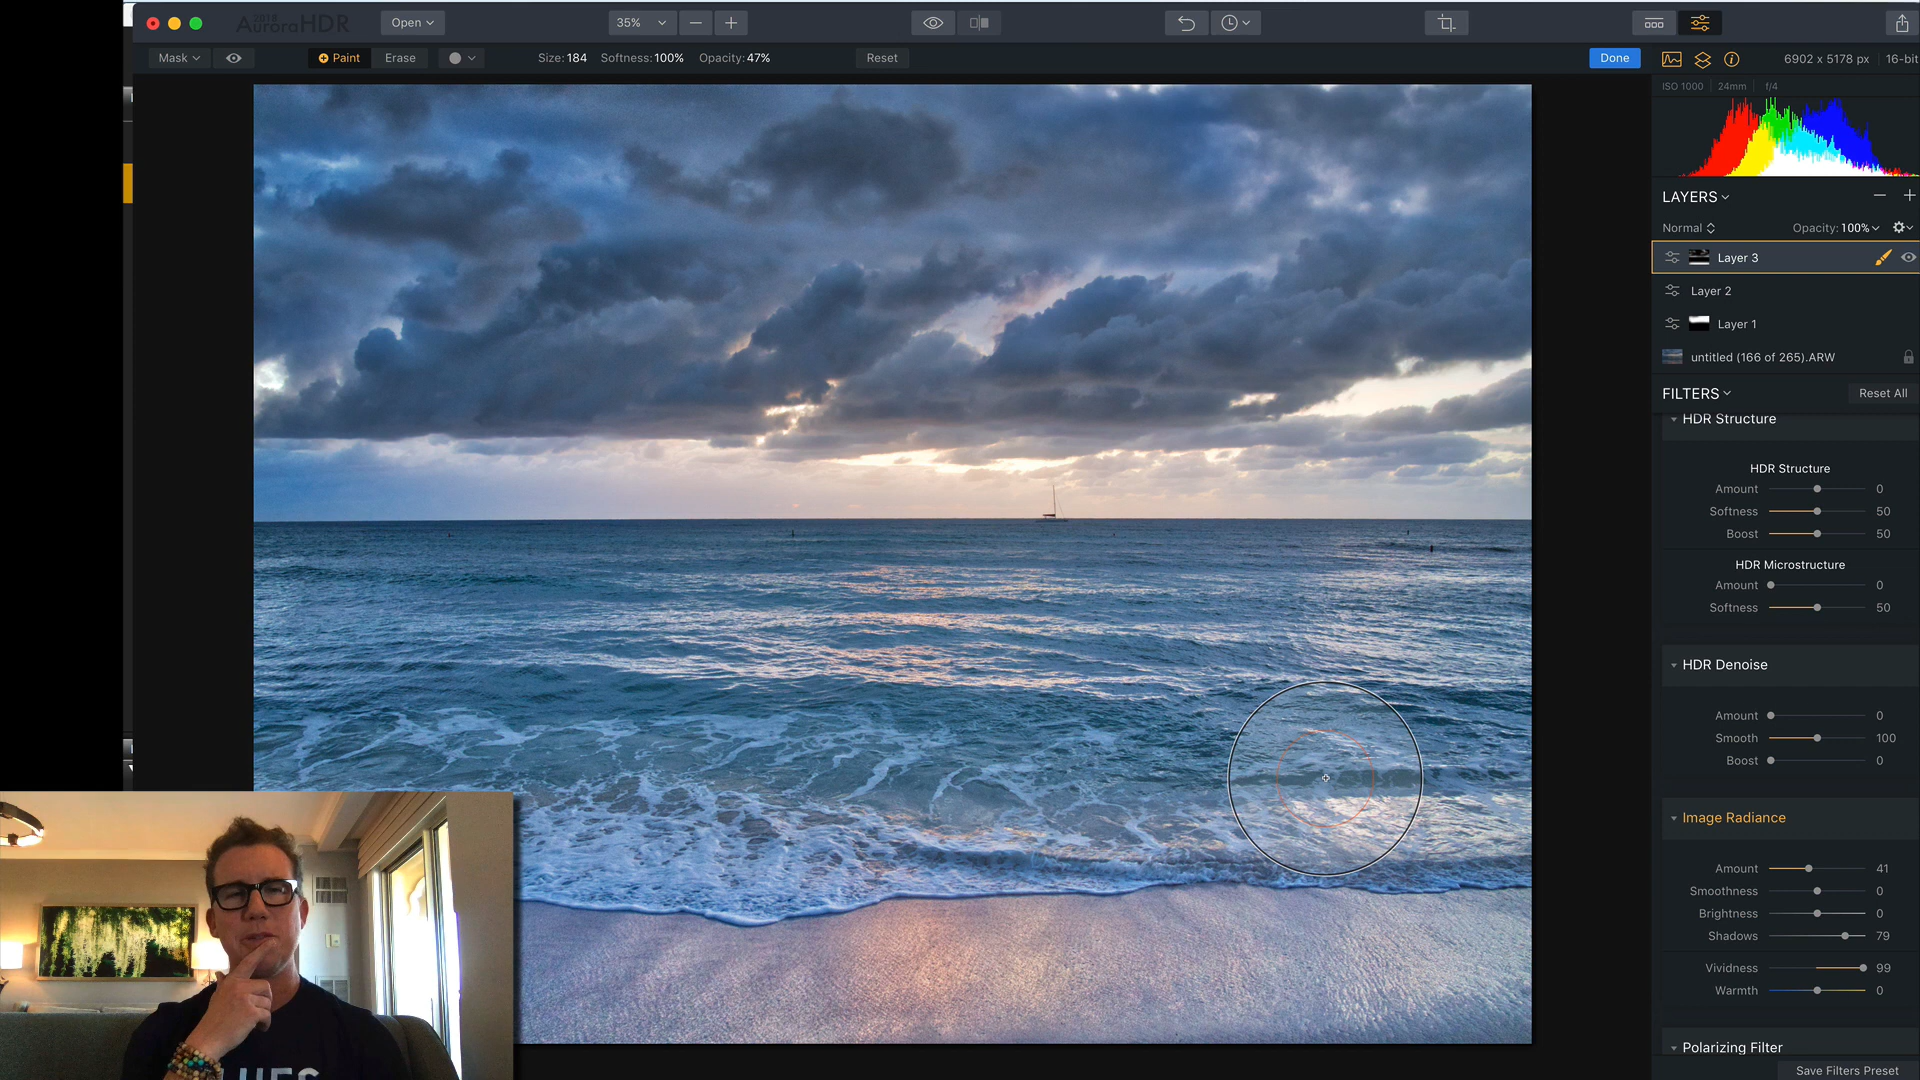 2018
AuroraHDR
Open
35%
Mask
Paint
Erase
Size: 184
Softness: 100%
Opacity: 47%
Reset
Done
6902 x 5178 px
16-bit
ISO 1000
24mm
f/4
LAYERS
Normal
Opacity: 100%
Layer 3
Layer 2
Layer 1
untitled (166 of 265).ARW
FILTERS
Reset All
HDR Structure
HDR Structure
Amount 0
Softness 50
Boost 50
HDR Microstructure
Amount 0
Softness 50
HDR Denoise
Amount 0
Smooth 100
Boost 0
Image Radiance
Amount 41
Smoothness 0
Brightness 0
Shadows 79
Vividness 99
Warmth 0
Polarizing Filter
Save Filters Preset